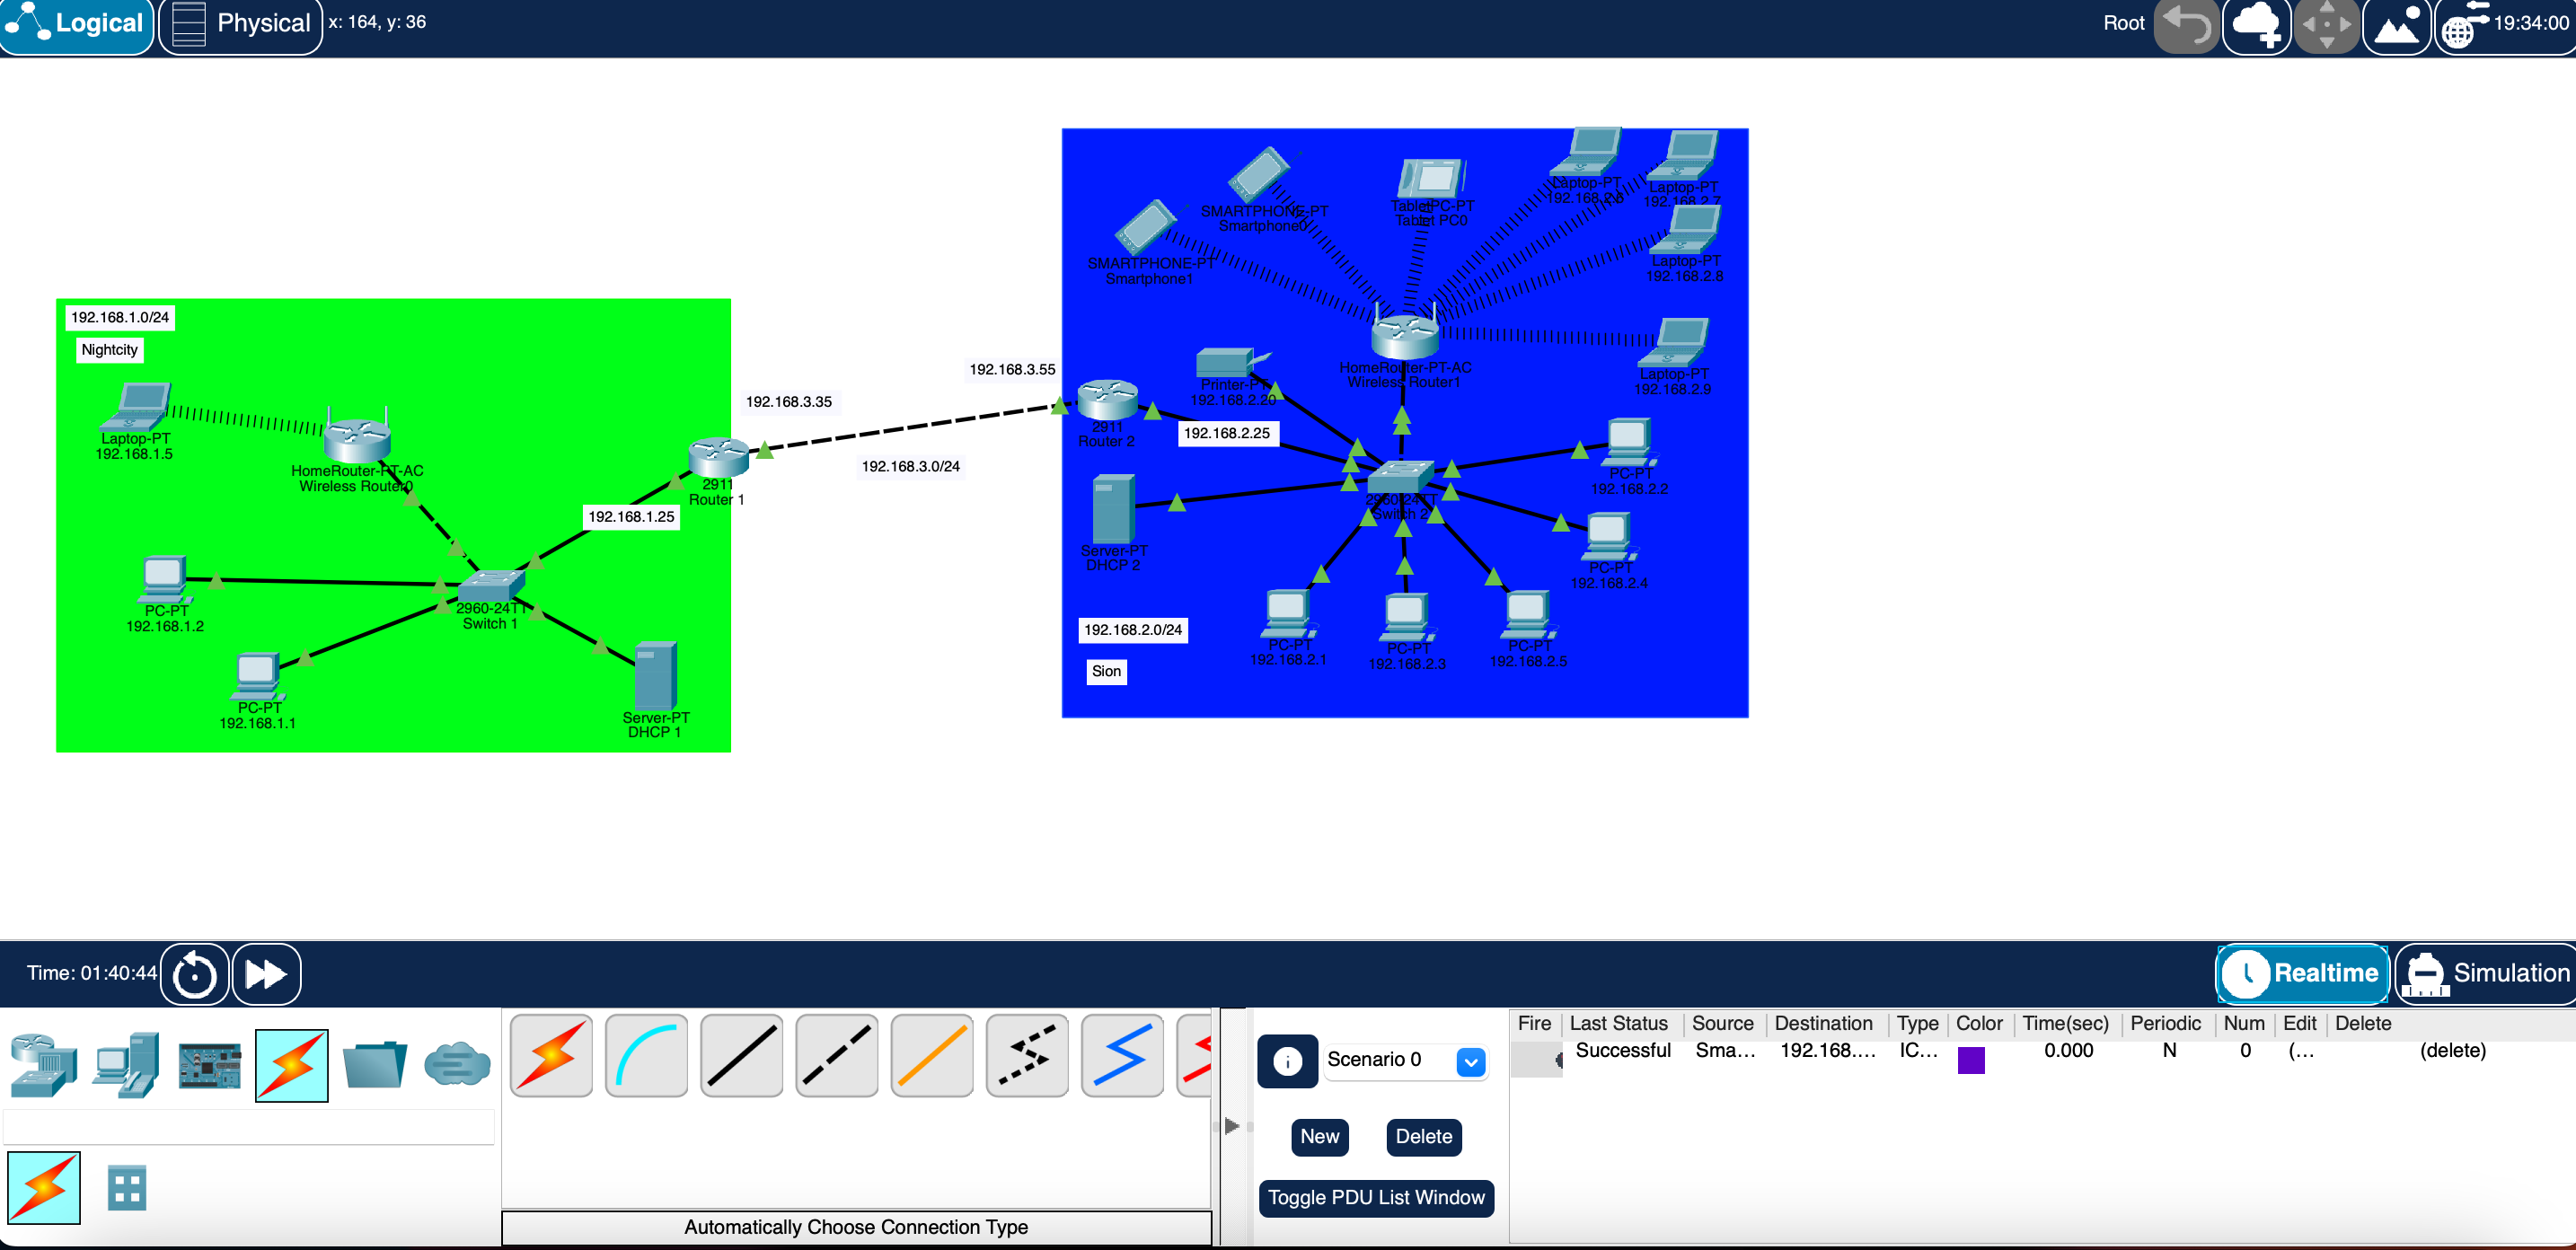 Logical
Physical
x: 164, y: 36
Root
19:34:00
192.168.1.0/24
Nightcity
Laptop-PT
192.168.1.5
HomeRouter-PT-AC
Wireless Router0
PC-PT
192.168.1.2
PC-PT
192.168.1.1
2960-24TT
Switch 1
Server-PT
DHCP 1
192.168.1.25
2911
Router 1
192.168.3.35
192.168.3.0/24
192.168.3.55
2911
Router 2
SMARTPHONE-PT
Smartphone0
SMARTPHONE-PT
Smartphone1
TabletPC-PT
Tablet PC0
Laptop-PT
192.168.2.6
Laptop-PT
192.168.2.7
Laptop-PT
192.168.2.8
Laptop-PT
192.168.2.9
HomeRouter-PT-AC
Wireless Router1
Printer-PT
192.168.2.20
192.168.2.25
Server-PT
DHCP 2
2960-24TT
Switch 2
PC-PT
192.168.2.2
PC-PT
192.168.2.4
PC-PT
192.168.2.1
PC-PT
192.168.2.3
PC-PT
192.168.2.5
192.168.2.0/24
Sion
Time: 01:40:44
Realtime
Simulation
Scenario 0
New
Delete
Toggle PDU List Window
Automatically Choose Connection Type
Fire Last Status Source Destination Type Color Time(sec) Periodic Num Edit Delete
Successful Sma... 192.168.... IC... 0.000 N 0 (... (delete)